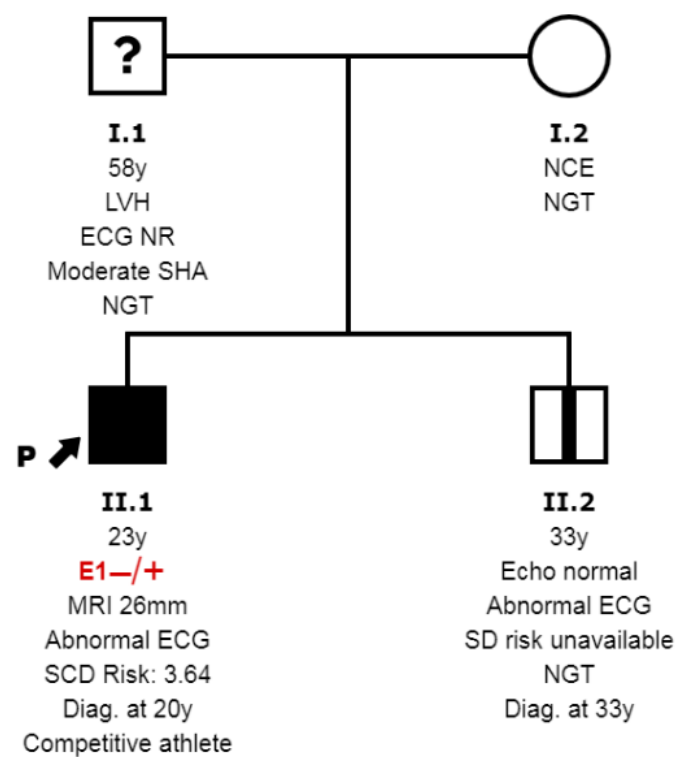 ?
I.1
58y
LVH
ECG NR
Moderate SHA
NGT
I.2
NCE
NGT
P
II.1
23y
E1—/+
MRI 26mm
Abnormal ECG
SCD Risk: 3.64
Diag. at 20y
Competitive athlete
II.2
33y
Echo normal
Abnormal ECG
SD risk unavailable
NGT
Diag. at 33y